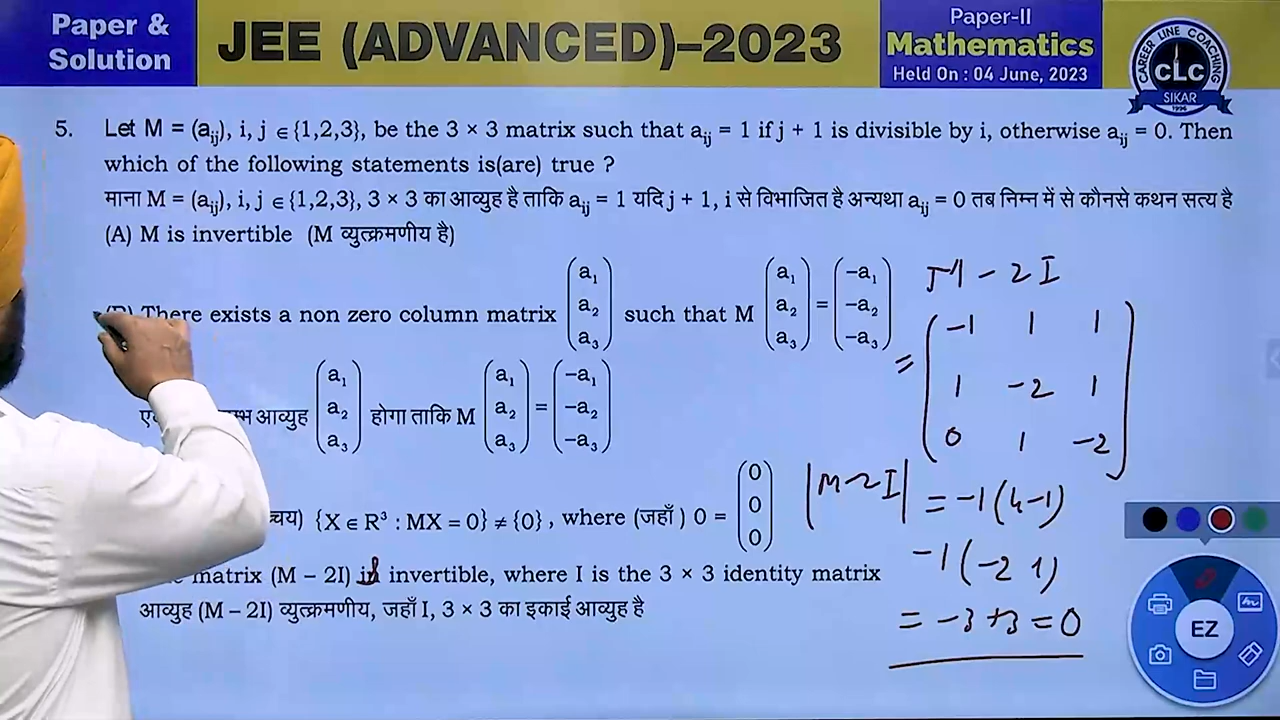 Paper & Solution
JEE (ADVANCED)–2023
Paper-II
Mathematics
Held On : 04 June, 2023
CAREER LINE COACHING
CLC
SIKAR
1996
5. Let M = (aij), i, j ∈ {1,2,3}, be the 3 × 3 matrix such that aij = 1 if j + 1 is divisible by i, otherwise aij = 0. Then
which of the following statements is(are) true ?
माना M = (aij), i, j ∈ {1,2,3}, 3 × 3 का आव्युह है ताकि aij = 1 यदि j + 1, i से विभाजित है अन्यथा aij = 0 तब निम्न में से कौनसे कथन सत्य है
(A) M is invertible (M व्युत्क्रमणीय है)
There exists a non zero column matrix (a₁ a₂ a₃) such that M (a₁ a₂ a₃) = (–a₁ –a₂ –a₃)
आव्युह (a₁ a₂ a₃) होगा ताकि M (a₁ a₂ a₃) = (–a₁ –a₂ –a₃)
{X ∈ R³ : MX = 0} ≠ {0}, where (जहाँ) 0 = (0 0 0)
matrix (M – 2I) invertible, where I is the 3 × 3 identity matrix
आव्युह (M – 2I) व्युत्क्रमणीय, जहाँ I, 3 × 3 का इकाई आव्युह है
M - 2I
= (-1 1 1
1 -2 1
0 1 -2)
|M-2I| = -1(4-1)
-1(-2 1)
= -3+3 = 0
EZ